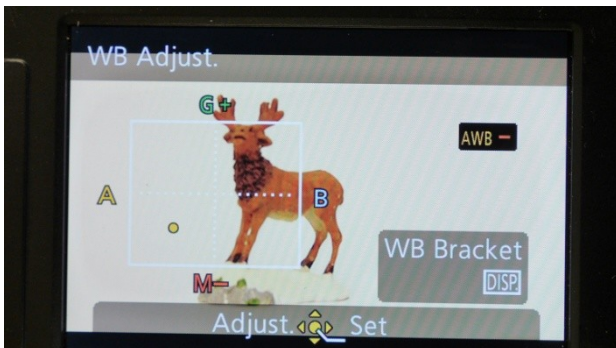 WB Adjust.
G+
AWB −
A
B
WB Bracket
DISP.
M−
Adjust. Set